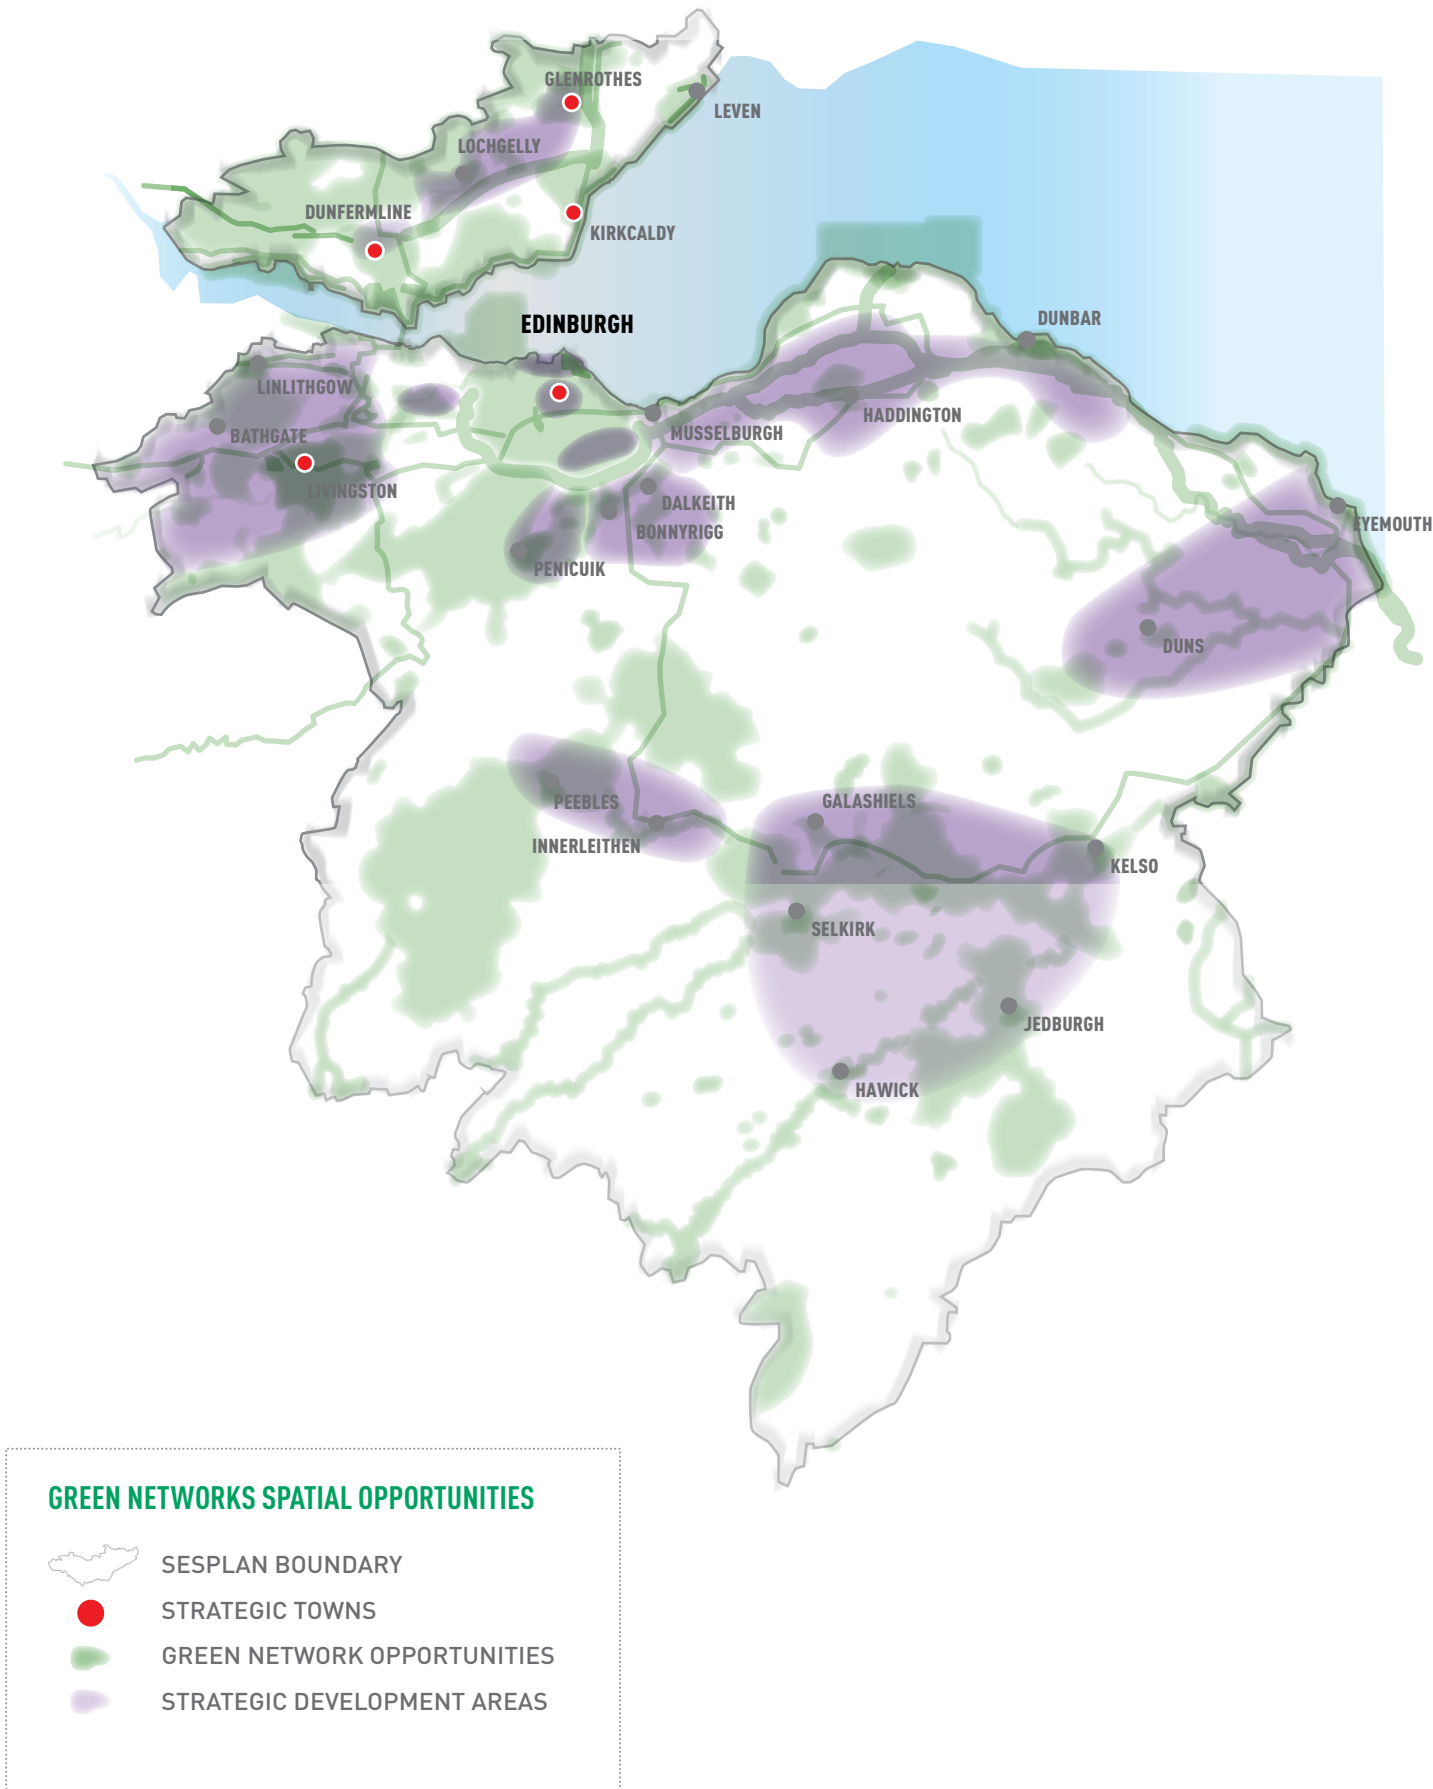 GLENROTHES
LEVEN
LOCHGELLY
DUNFERMLINE
KIRKCALDY
EDINBURGH
DUNBAR
LINLITHGOW
HADDINGTON
BATHGATE
MUSSELBURGH
LIVINGSTON
DALKEITH
EYEMOUTH
BONNYRIGG
PENICUIK
DUNS
PEEBLES
GALASHIELS
INNERLEITHEN
KELSO
SELKIRK
JEDBURGH
HAWICK
GREEN NETWORKS SPATIAL OPPORTUNITIES
SESPLAN BOUNDARY
STRATEGIC TOWNS
GREEN NETWORK OPPORTUNITIES
STRATEGIC DEVELOPMENT AREAS